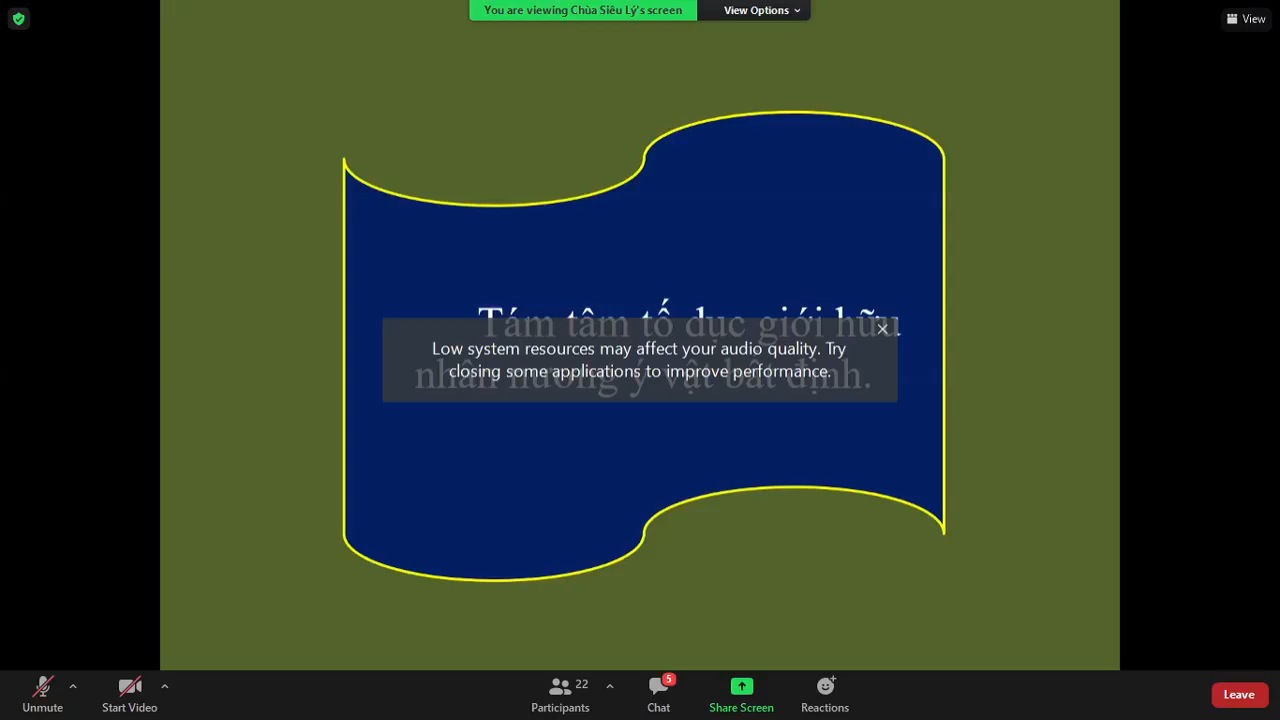 You are viewing Chùa Siêu Lý's screen
View Options
View
Tám tâm tố dục giới hữu
Low system resources may affect your audio quality. Try
closing some applications to improve performance.
nhân hưởng ý vật bất định.
Unmute
Start Video
22
Participants
5
Chat
Share Screen
Reactions
Leave